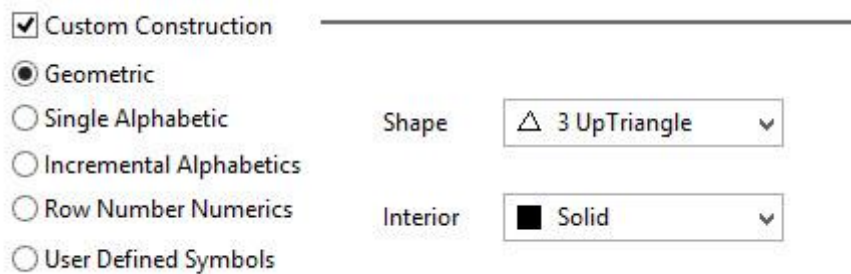 Custom Construction
Geometric
Single Alphabetic
Shape
3 UpTriangle
Incremental Alphabetics
Row Number Numerics
Interior
Solid
User Defined Symbols